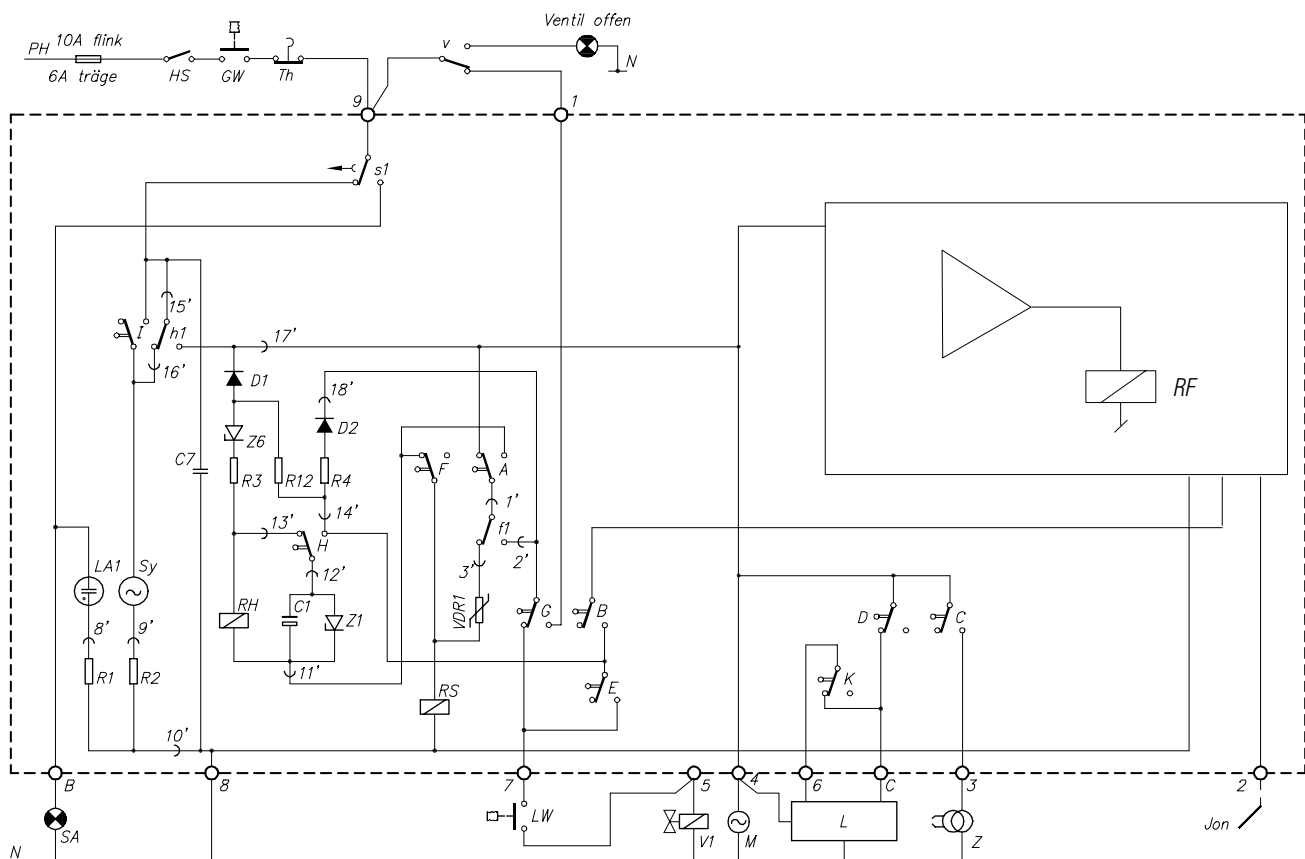 Ventil offen
PH 10A flink
v
N
6A träge
HS
GW
Th
9
1
s1
15'
I
h1
17'
16'
D1
18'
RF
D2
Z6
C7
R3
R12
R4
F
A
1'
13'
14'
f1
H
2'
LA1
Sy
12'
3'
C1
RH
Z1
VDR1
G
B
D
C
8'
9'
R1
R2
11'
K
E
RS
10'
B
8
7
5
4
6
C
3
2
SA
LW
V1
M
L
Z
Jon
N